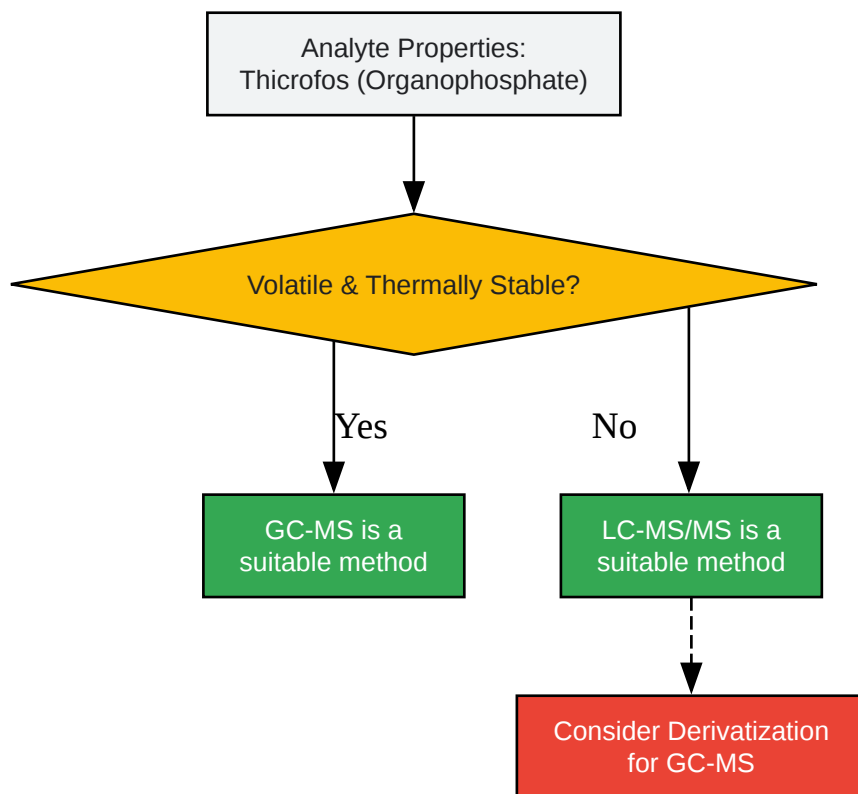 Analyte Properties:
Thicrofos (Organophosphate)
Volatile & Thermally Stable?
Yes
No
GC-MS is a
suitable method
LC-MS/MS is a
suitable method
Consider Derivatization
for GC-MS